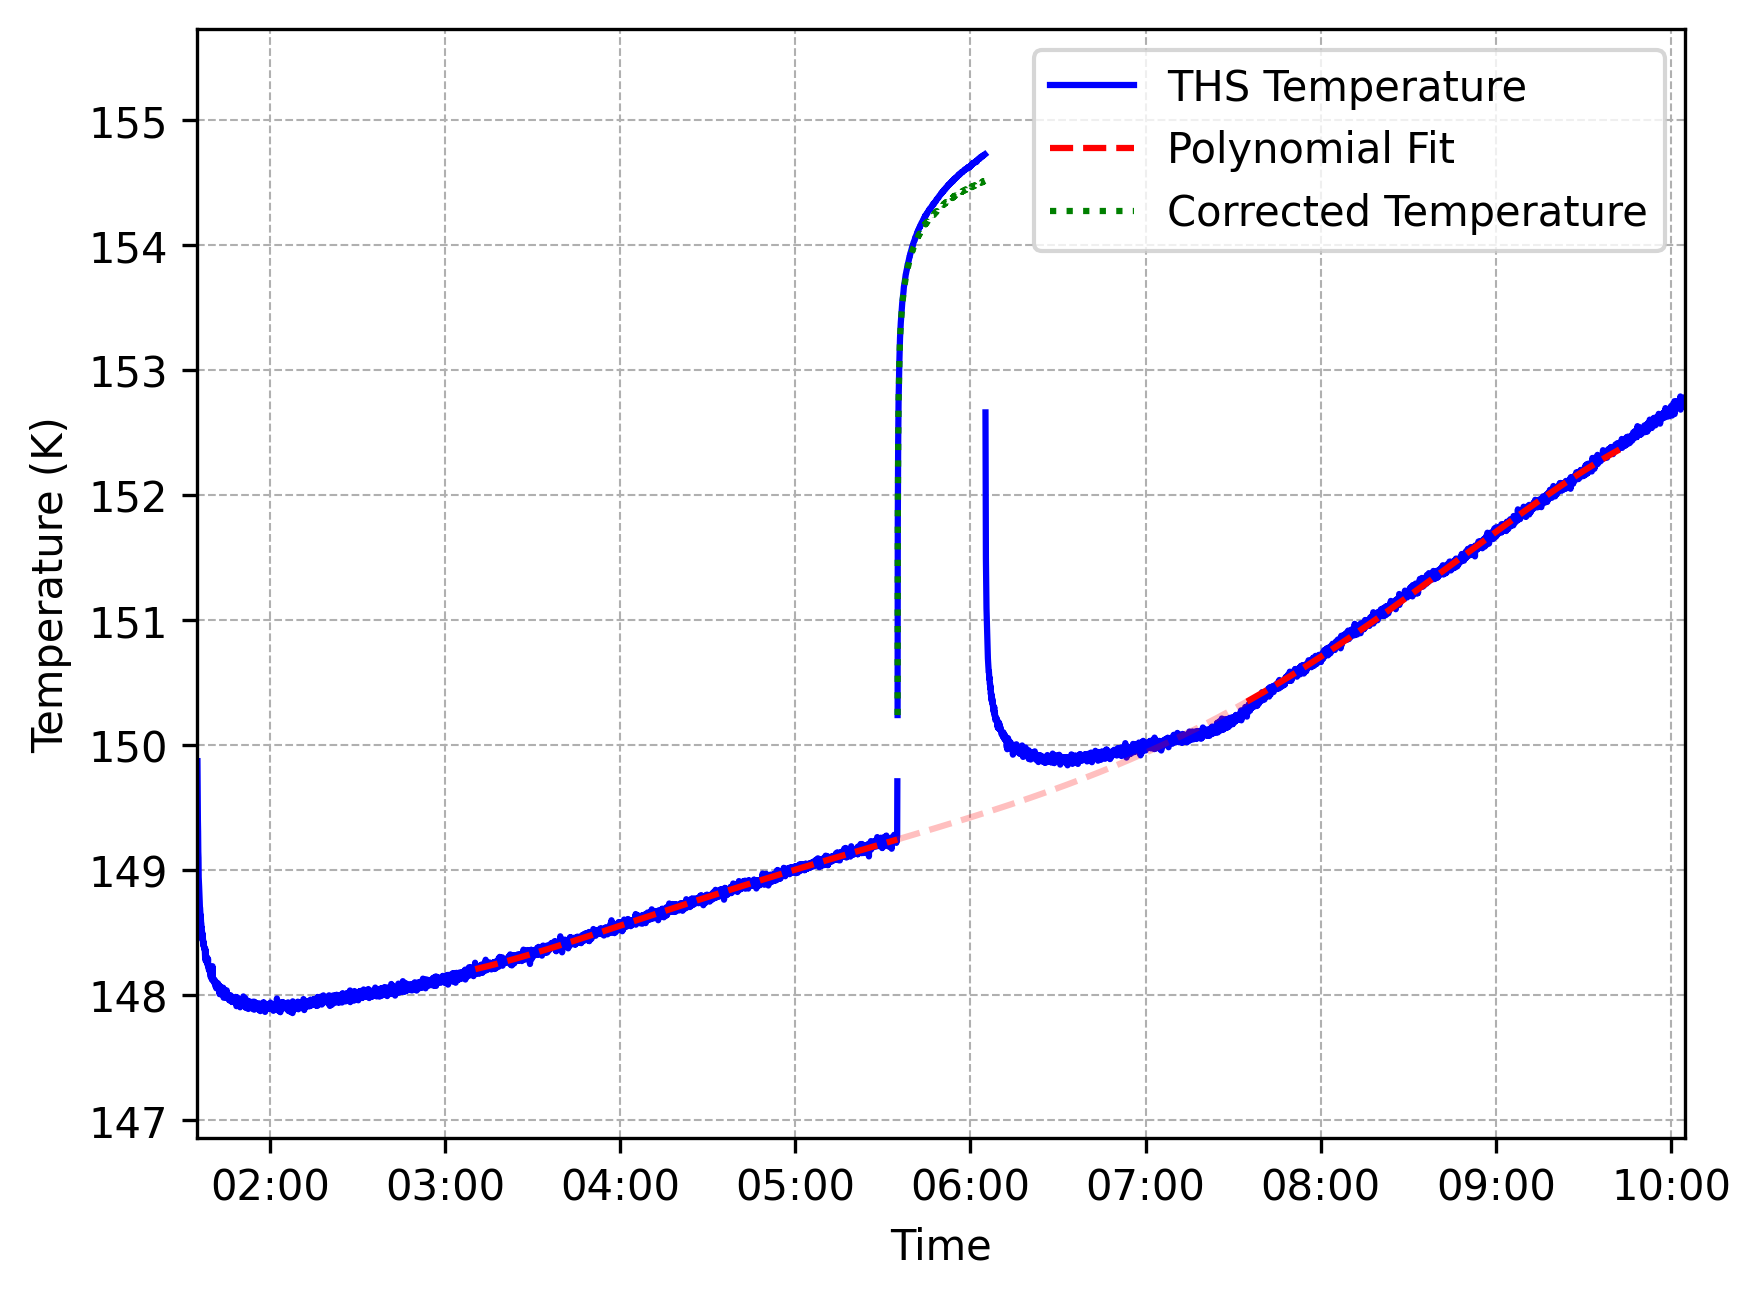 THS Temperature
Polynomial Fit
Corrected Temperature
155
154
153
152
151
150
149
148
147
Temperature (K)
02:00 03:00 04:00 05:00 06:00 07:00 08:00 09:00 10:00
Time